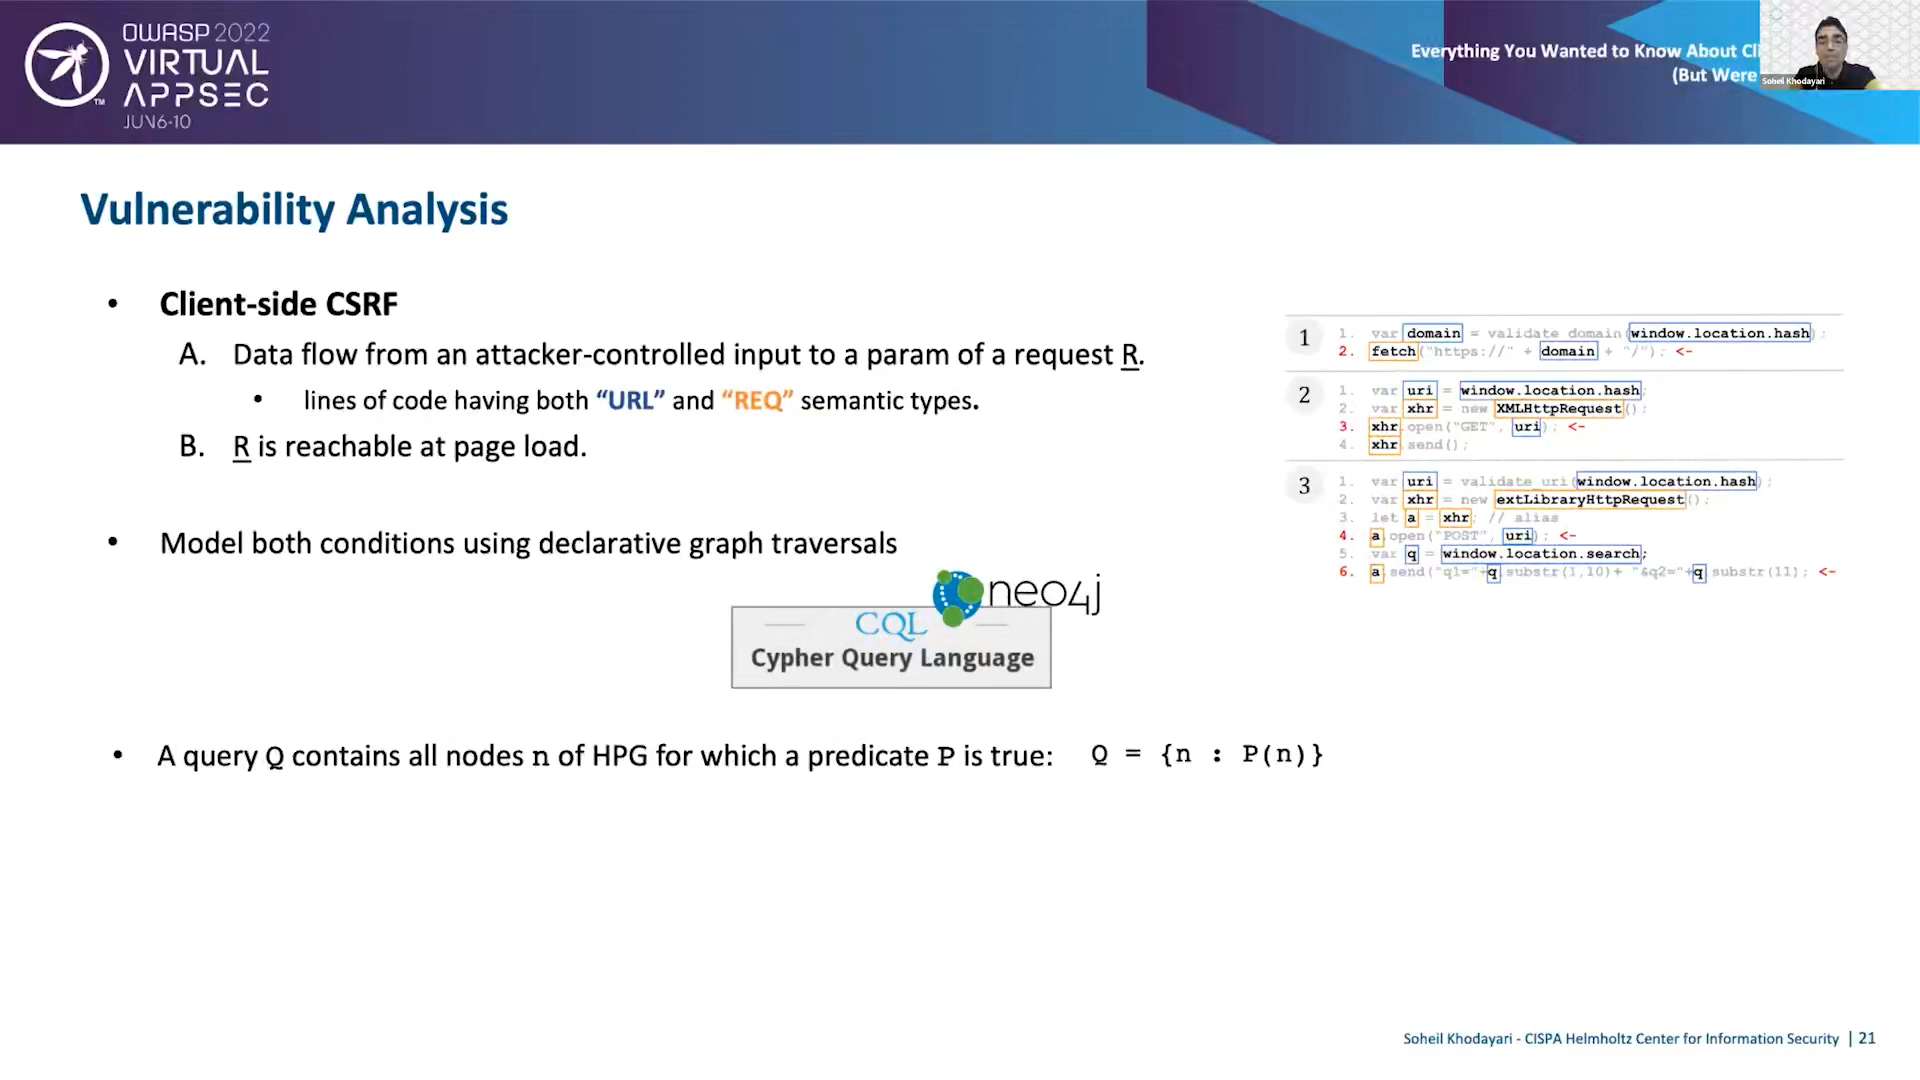 OWASP 2022
VIRTUAL
APPSEC
JUN6-10
TM
Everything You Wanted to Know About
(But Were
Soheil Khodayari
Vulnerability Analysis
• Client-side CSRF
A. Data flow from an attacker-controlled input to a param of a request R.
• lines of code having both “URL” and “REQ” semantic types.
B. R is reachable at page load.
• Model both conditions using declarative graph traversals
neo4j
CQL
Cypher Query Language
• A query Q contains all nodes n of HPG for which a predicate P is true: Q = {n : P(n)}
1
1. var domain = validate_domain(window.location.hash);
2. fetch("https://" + domain + "/"); <-
2
1. var uri = window.location.hash;
2. var xhr = new XMLHttpRequest();
3. xhr.open("GET", uri); <-
4. xhr.send();
3
1. var uri = validate_uri(window.location.hash);
2. var xhr = new extLibraryHttpRequest();
3. let a = xhr; // alias
4. a.open("POST", uri); <-
5. var q = window.location.search;
6. a.send("q1="+q.substr(1,10)+ "&q2="+q.substr(11); <-
Soheil Khodayari - CISPA Helmholtz Center for Information Security | 21